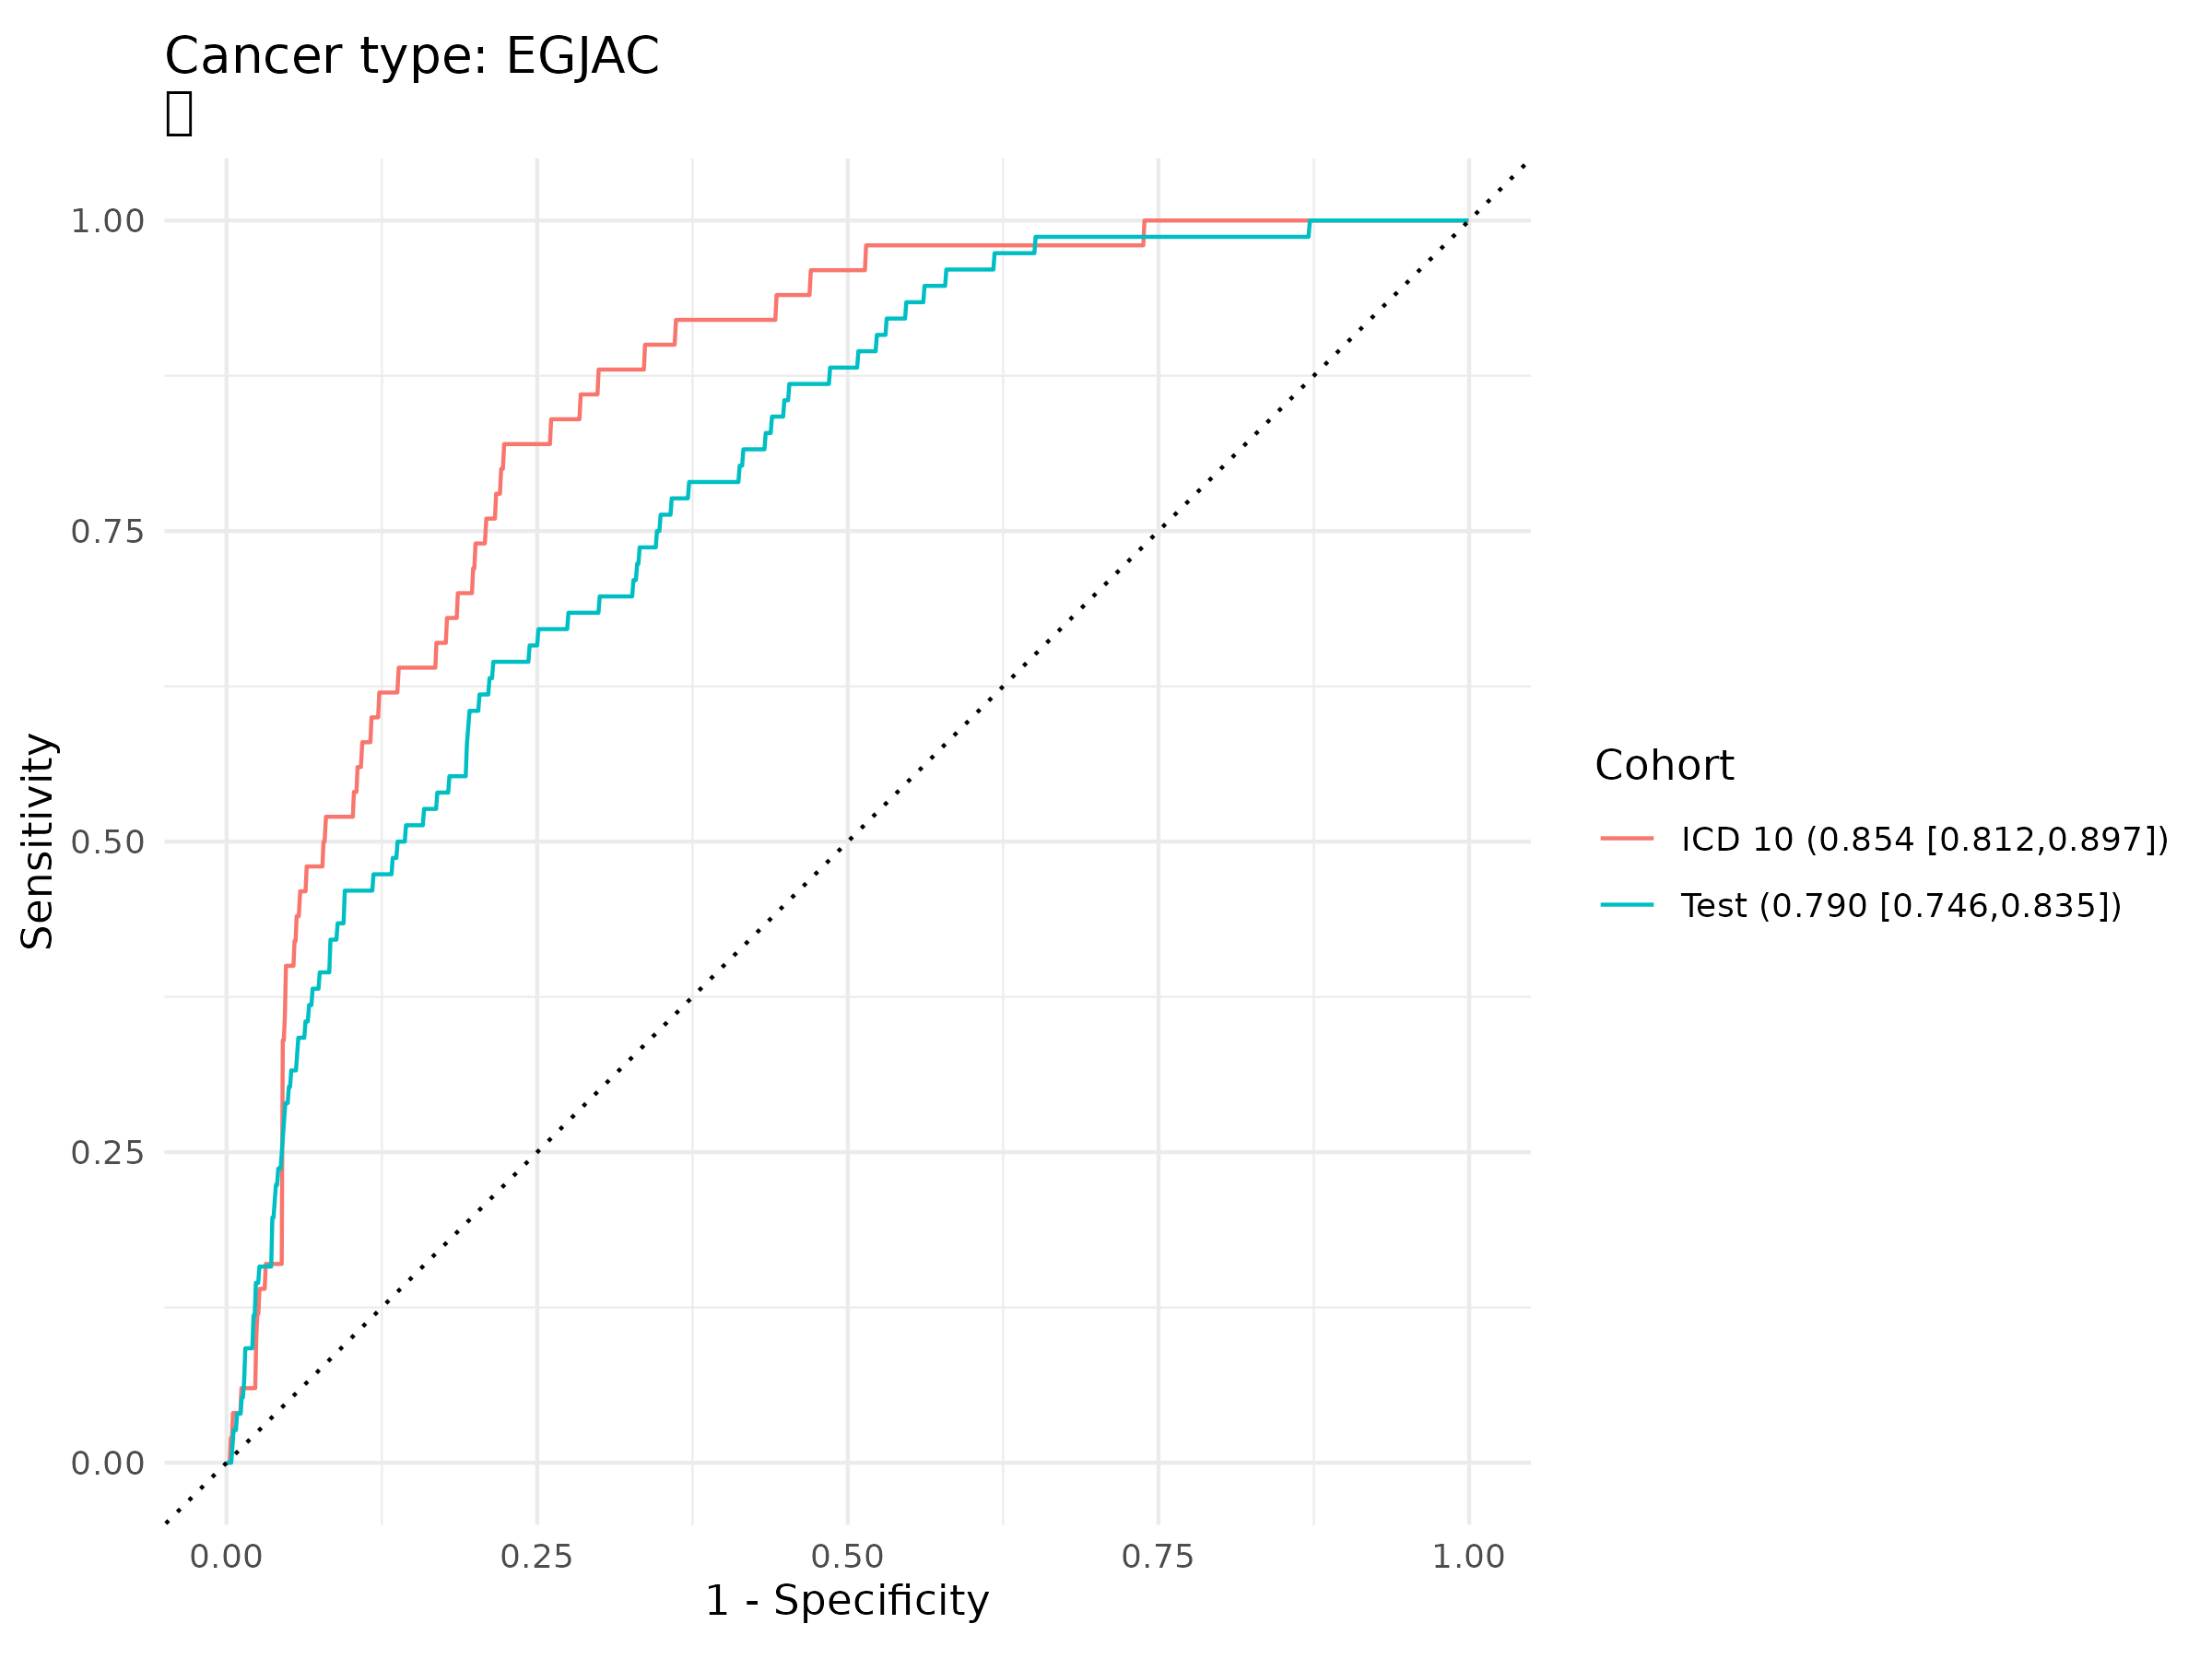 Cancer type: EGJAC
Sensitivity
1.00
0.75
0.50
0.25
0.00
0.00 0.25 0.50 0.75 1.00
1 - Specificity
Cohort
ICD 10 (0.854 [0.812,0.897])
Test (0.790 [0.746,0.835])